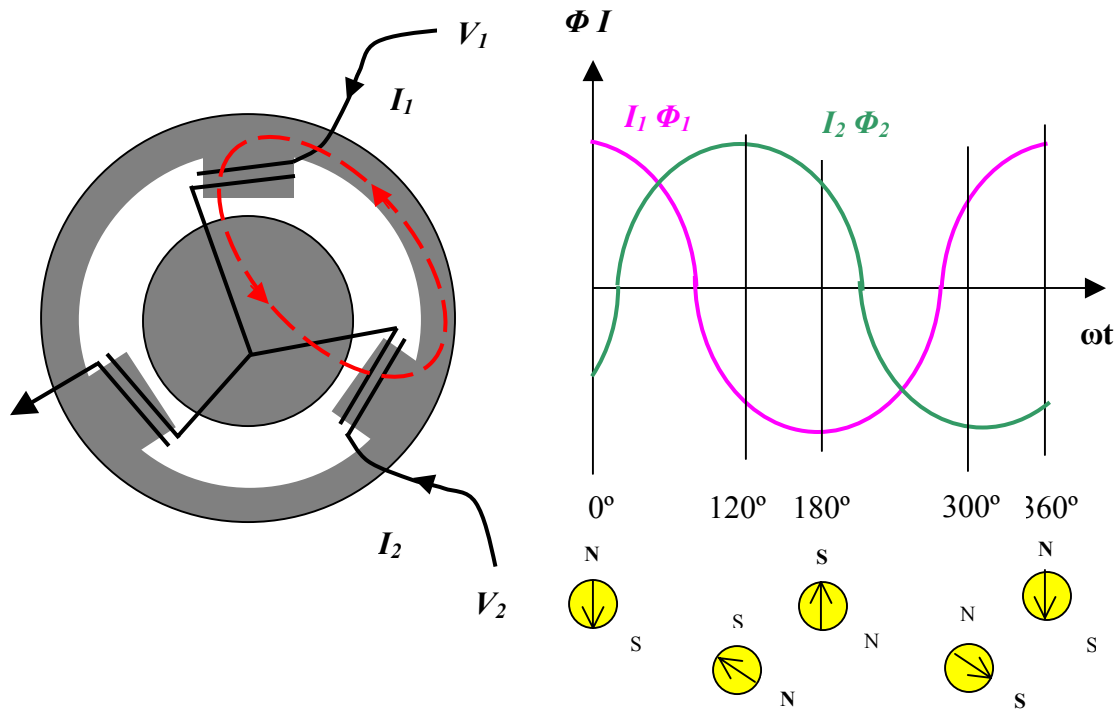 V1
I1
I2
V2
Φ I
I1 Φ1
I2 Φ2
ωt
0º 120º 180º 300º 360º
N S N
S N S N S
N S